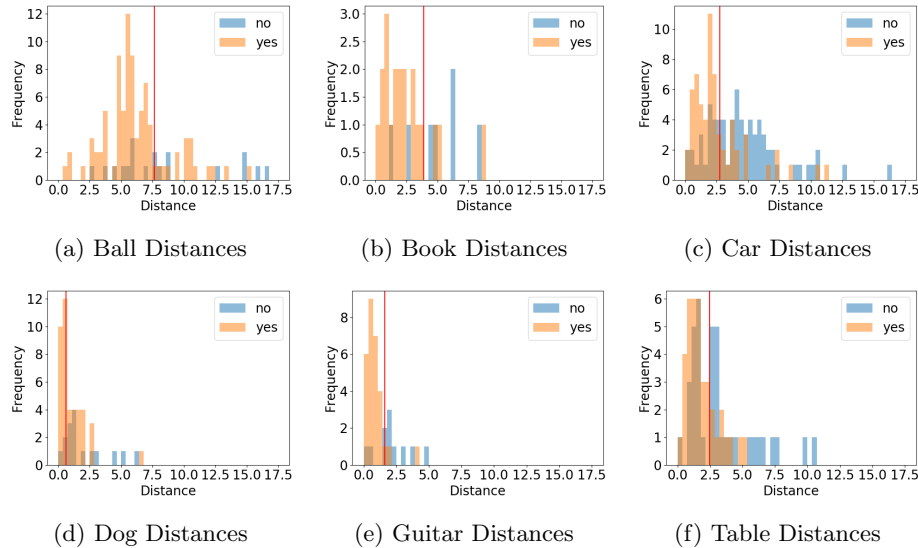 12
10
8
6
4
2
0
Frequency
no
yes
0.0 2.5 5.0 7.5 10.0 12.5 15.0 17.5
Distance
(a) Ball Distances
3.0
2.5
2.0
1.5
1.0
0.5
0.0
Frequency
no
yes
0.0 2.5 5.0 7.5 10.0 12.5 15.0 17.5
Distance
(b) Book Distances
10
8
6
4
2
0
Frequency
no
yes
0.0 2.5 5.0 7.5 10.0 12.5 15.0 17.5
Distance
(c) Car Distances
12
10
8
6
4
2
0
Frequency
no
yes
0.0 2.5 5.0 7.5 10.0 12.5 15.0 17.5
Distance
(d) Dog Distances
8
6
4
2
0
Frequency
no
yes
0.0 2.5 5.0 7.5 10.0 12.5 15.0 17.5
Distance
(e) Guitar Distances
6
5
4
3
2
1
0
Frequency
no
yes
0.0 2.5 5.0 7.5 10.0 12.5 15.0 17.5
Distance
(f) Table Distances